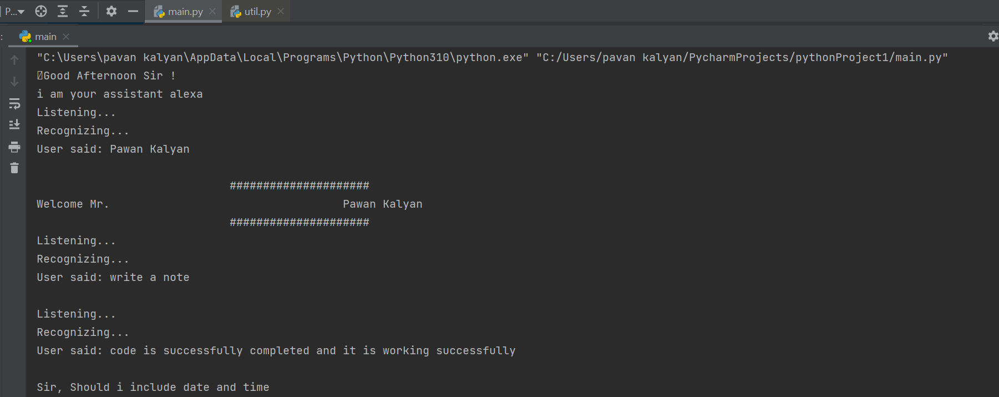 P...
main.py
util.py
:
main
"C:\Users\pavan kalyan\AppData\Local\Programs\Python\Python310\python.exe" "C:/Users/pavan kalyan/PycharmProjects/pythonProject1/main.py"
Good Afternoon Sir !
i am your assistant alexa
Listening...
Recognizing...
User said: Pawan Kalyan
#####################
Welcome Mr. Pawan Kalyan
#####################
Listening...
Recognizing...
User said: write a note
Listening...
Recognizing...
User said: code is successfully completed and it is working successfully
Sir, Should i include date and time